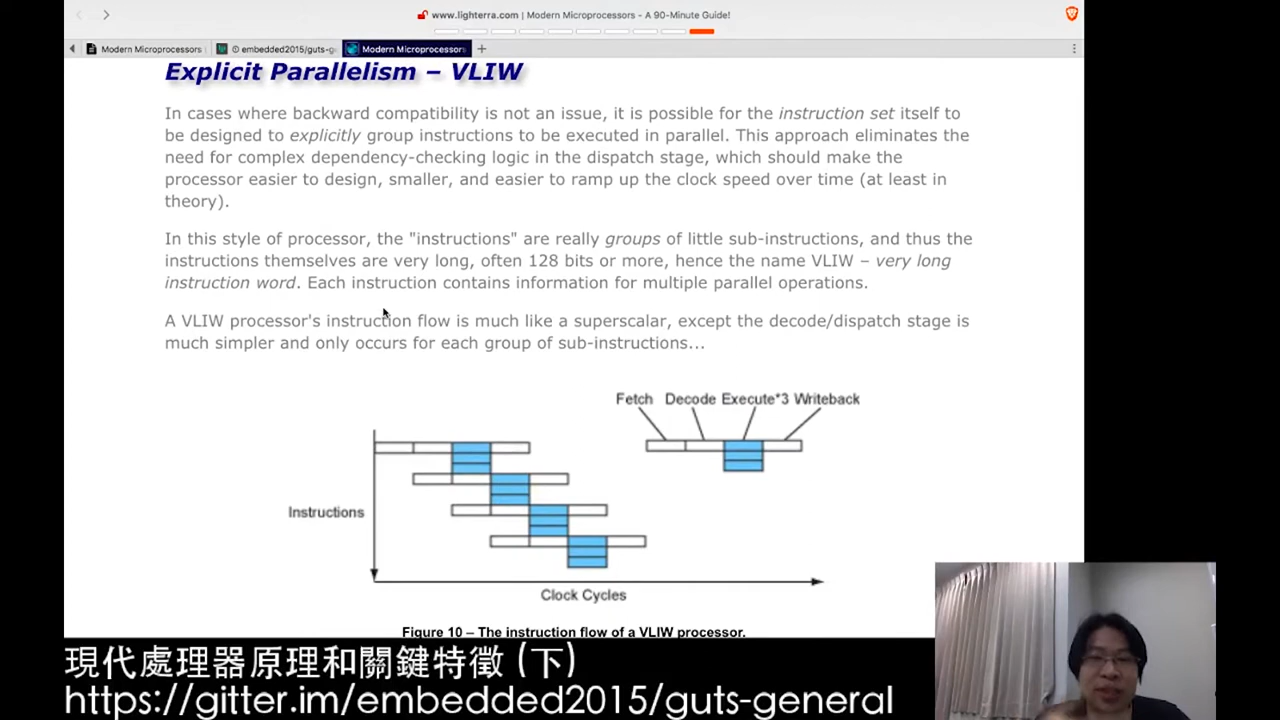 www.lighterra.com | Modern Microprocessors - A 90-Minute Guide!
Modern Microprocessors
embedded2015/guts-g
Modern Microprocessors
Explicit Parallelism – VLIW
In cases where backward compatibility is not an issue, it is possible for the instruction set itself to
be designed to explicitly group instructions to be executed in parallel. This approach eliminates the
need for complex dependency-checking logic in the dispatch stage, which should make the
processor easier to design, smaller, and easier to ramp up the clock speed over time (at least in
theory).
In this style of processor, the "instructions" are really groups of little sub-instructions, and thus the
instructions themselves are very long, often 128 bits or more, hence the name VLIW – very long
instruction word. Each instruction contains information for multiple parallel operations.
A VLIW processor's instruction flow is much like a superscalar, except the decode/dispatch stage is
much simpler and only occurs for each group of sub-instructions...
Fetch Decode Execute*3 Writeback
Instructions
Clock Cycles
Figure 10 – The instruction flow of a VLIW processor.
現代處理器原理和關鍵特徵 (下)
https://gitter.im/embedded2015/guts-general